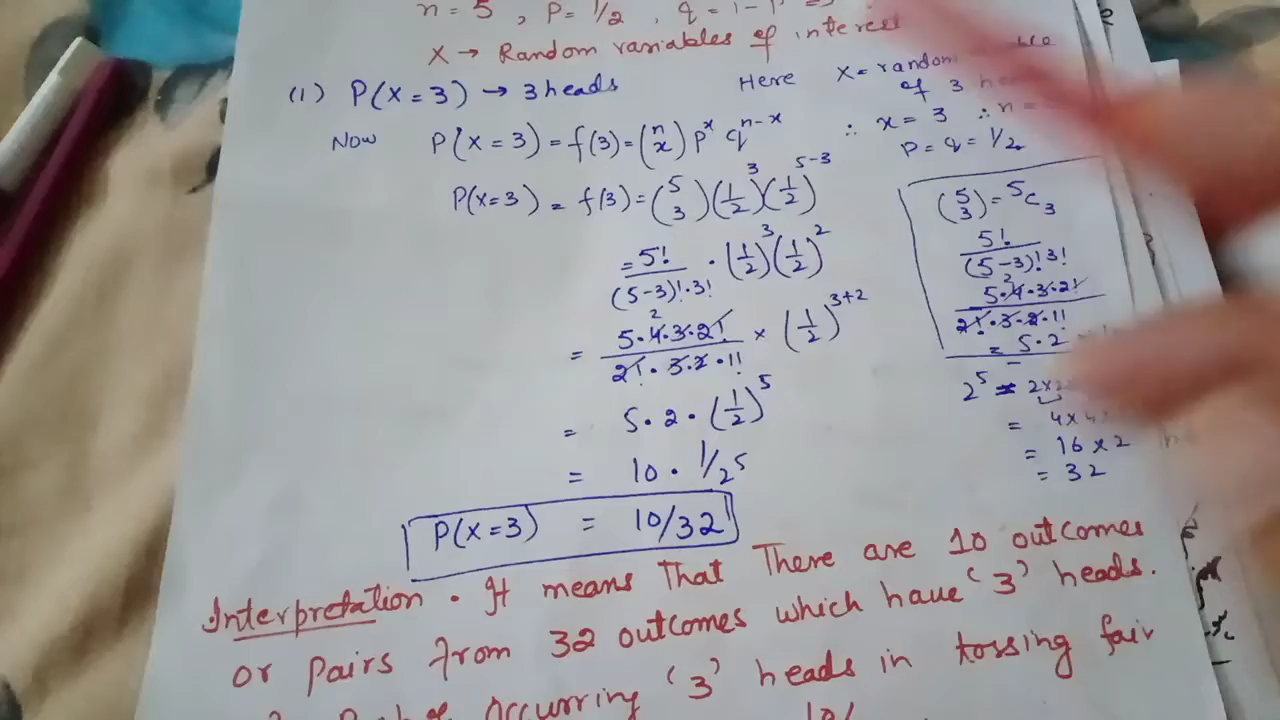 n = 5 , P = 1/2 , q = 1 -
X → Random variables of interest
(1) P(X = 3) → 3 heads
Here X = random
of 3
Now P(X = 3) = f(3) = (n x) p^x q^n-x
∴ x = 3 ∴ n =
P = q = 1/2
P(X=3) = f(3) = (5 3) (1/2)^3 (1/2)^5-3
= 5! / (5-3)!·3! · (1/2)^3 (1/2)^2
= 5·4·3·2! / 2!·3·2·1! × (1/2)^3+2
= 5 · 2 · (1/2)^5
= 10 · 1/2^5
P(X=3) = 10/32
(5 3) = 5C3
5! / (5-3)! 3!
5·4·3·2! / 2!·3·2·1!
= 5·2
2^5 = 2×2
= 4×4
= 16 × 2
= 32
Interpretation . It means That There are 10 outcomes
or pairs from 32 outcomes which have '3' heads.
occurring '3' heads in tossing fair
10/